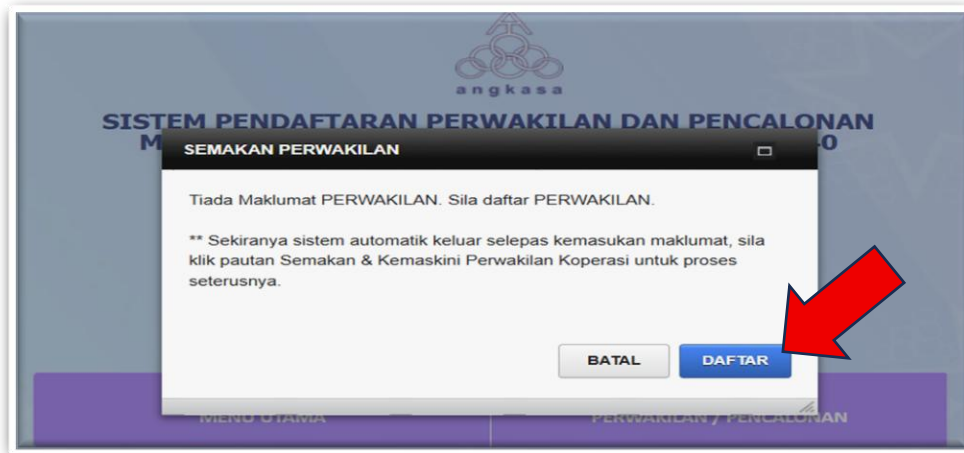 angkasa
SISTEM PENDAFTARAN PERWAKILAN DAN PENCALONAN
M
0
SEMAKAN PERWAKILAN
Tiada Maklumat PERWAKILAN. Sila daftar PERWAKILAN.
** Sekiranya sistem automatik keluar selepas kemasukan maklumat, sila
klik pautan Semakan & Kemaskini Perwakilan Koperasi untuk proses
seterusnya.
BATAL
DAFTAR
MENU UTAMA
PERWAKILAN / PENCALONAN